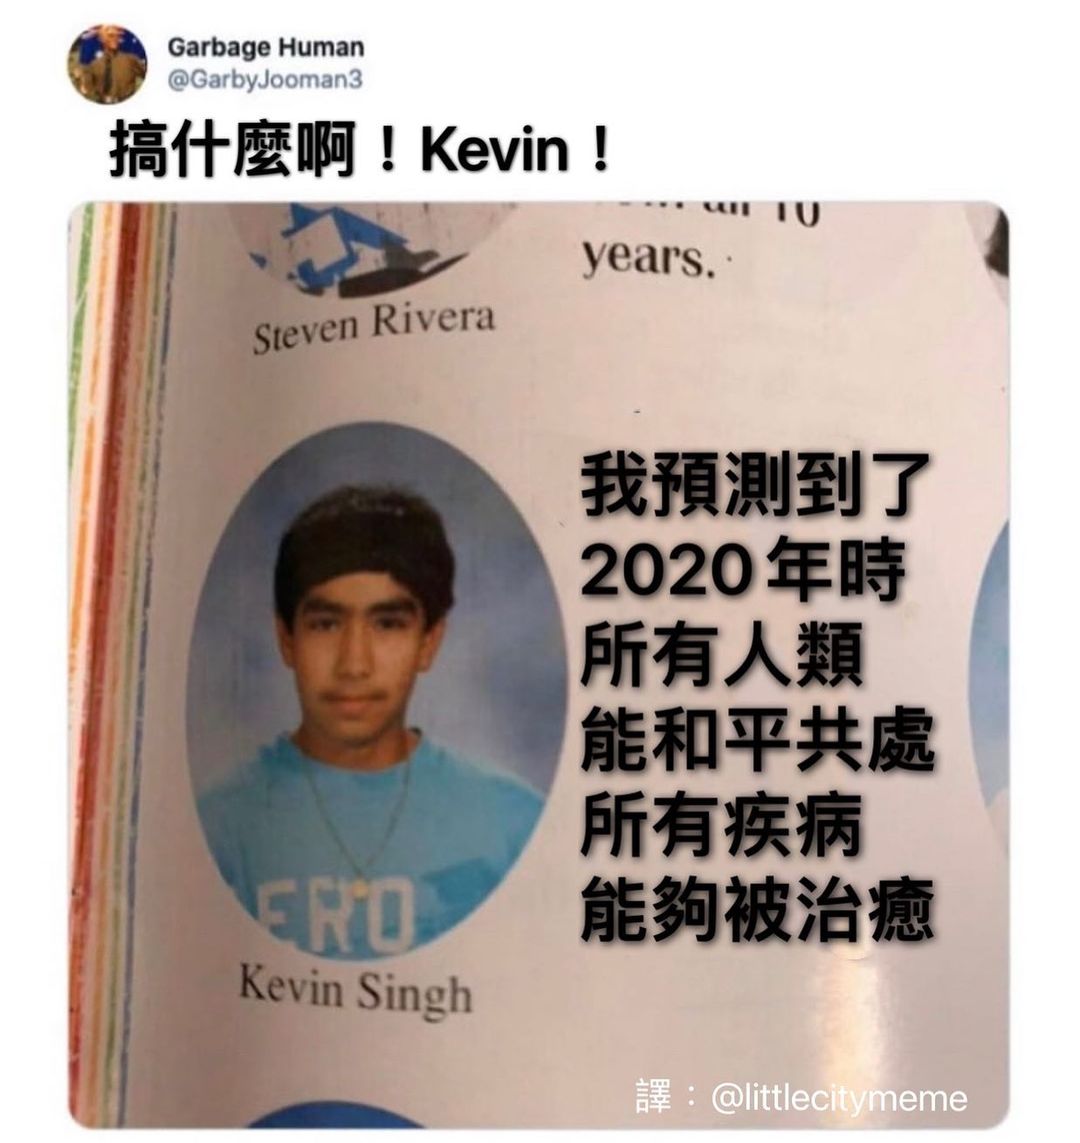 Garbage Human
@GarbyJooman3
搞什麼啊！Kevin！
all 10
years.
Steven Rivera
我預測到了
2020年時
所有人類
能和平共處
所有疾病
能夠被治癒
ERO
Kevin Singh
譯：@littlecitymeme